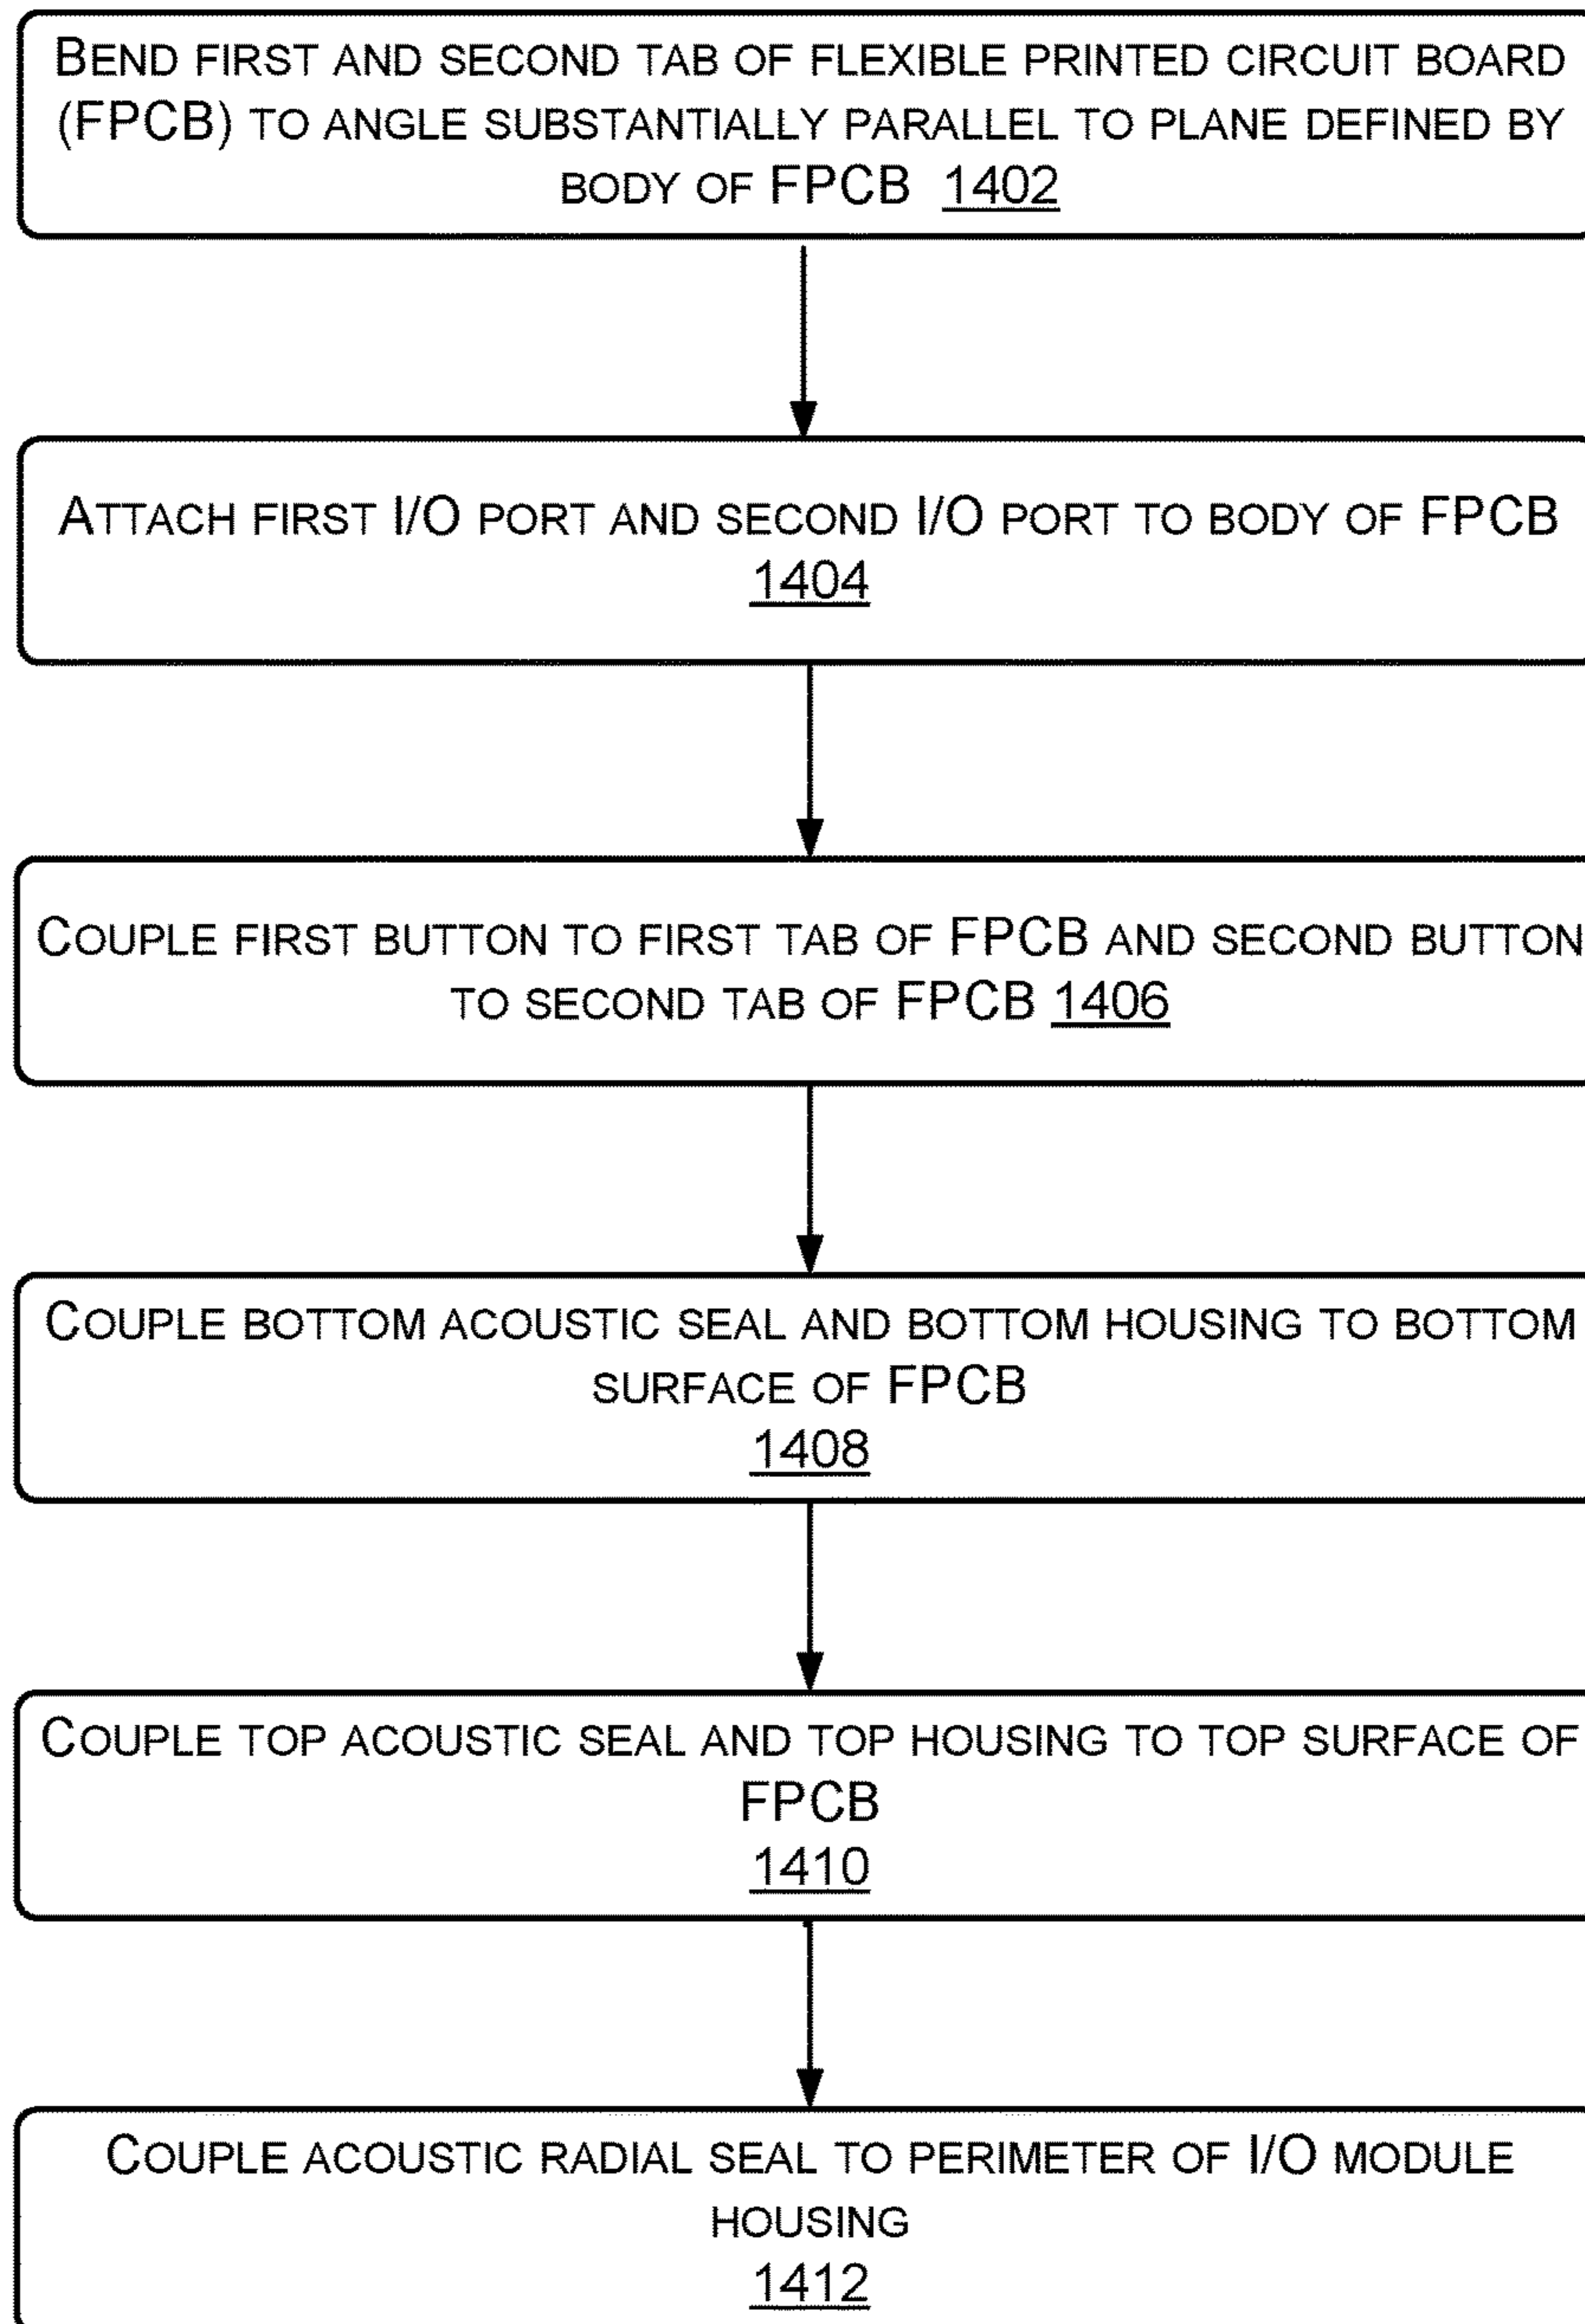 BEND FIRST AND SECOND TAB OF FLEXIBLE PRINTED CIRCUIT BOARD
(FPCB) TO ANGLE SUBSTANTIALLY PARALLEL TO PLANE DEFINED BY
BODY OF FPCB 1402
ATTACH FIRST I/O PORT AND SECOND I/O PORT TO BODY OF FPCB
1404
COUPLE FIRST BUTTON TO FIRST TAB OF FPCB AND SECOND BUTTON
TO SECOND TAB OF FPCB 1406
COUPLE BOTTOM ACOUSTIC SEAL AND BOTTOM HOUSING TO BOTTOM
SURFACE OF FPCB
1408
COUPLE TOP ACOUSTIC SEAL AND TOP HOUSING TO TOP SURFACE OF
FPCB
1410
COUPLE ACOUSTIC RADIAL SEAL TO PERIMETER OF I/O MODULE
HOUSING
1412